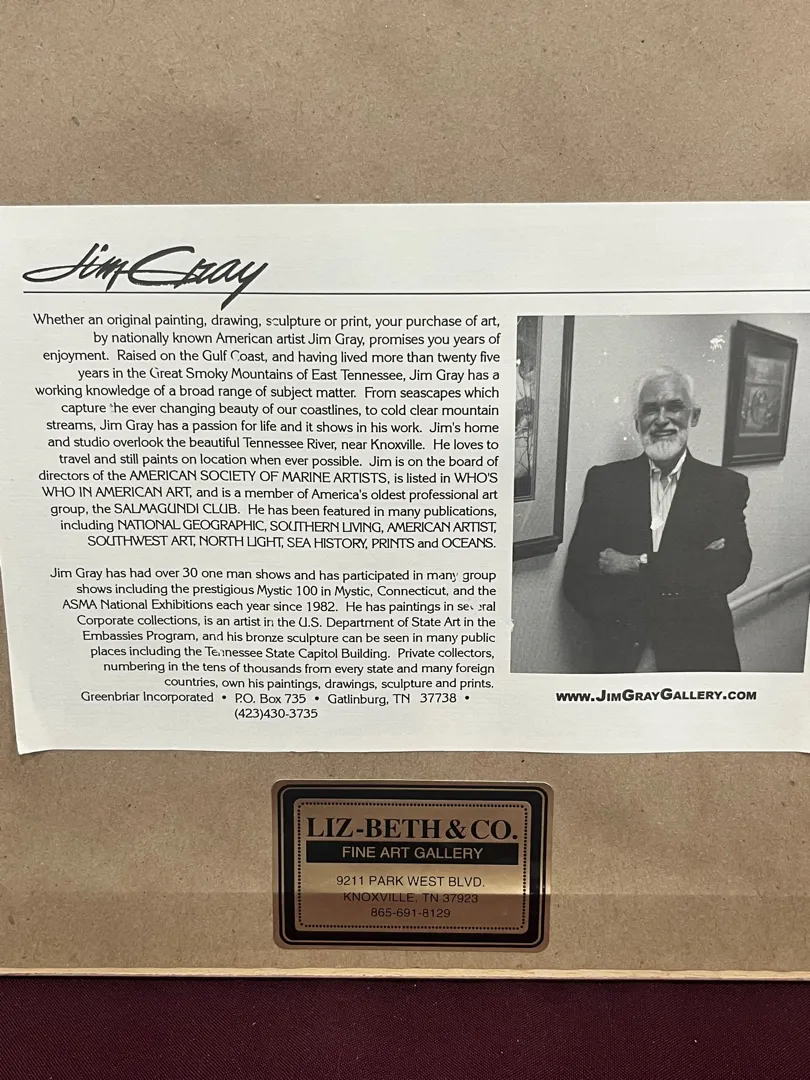 Jim Gray
Whether an original painting, drawing, sculpture or print, your purchase of art,
by nationally known American artist Jim Gray, promises you years of
enjoyment. Raised on the Gulf Coast, and having lived more than twenty five
years in the Great Smoky Mountains of East Tennessee, Jim Gray has a
working knowledge of a broad range of subject matter. From seascapes which
capture the ever changing beauty of our coastlines, to cold clear mountain
streams, Jim Gray has a passion for life and it shows in his work. Jim's home
and studio overlook the beautiful Tennessee River, near Knoxville. He loves to
travel and still paints on location when ever possible. Jim is on the board of
directors of the AMERICAN SOCIETY OF MARINE ARTISTS, is listed in WHO'S
WHO IN AMERICAN ART, and is a member of America's oldest professional art
group, the SALMAGUNDI CLUB. He has been featured in many publications,
including NATIONAL GEOGRAPHIC, SOUTHERN LIVING, AMERICAN ARTIST,
SOUTHWEST ART, NORTH LIGHT, SEA HISTORY, PRINTS and OCEANS.
Jim Gray has had over 30 one man shows and has participated in many group
shows including the prestigious Mystic 100 in Mystic, Connecticut, and the
ASMA National Exhibitions each year since 1982. He has paintings in several
Corporate collections, is an artist in the U.S. Department of State Art in the
Embassies Program, and his bronze sculpture can be seen in many public
places including the Tennessee State Capitol Building. Private collectors,
numbering in the tens of thousands from every state and many foreign
countries, own his paintings, drawings, sculpture and prints.
Greenbriar Incorporated • P.O. Box 735 • Gatlinburg, TN 37738 •
(423)430-3735
WWW.JIMGRAYGALLERY.COM
LIZ-BETH & CO.
FINE ART GALLERY
9211 PARK WEST BLVD.
KNOXVILLE, TN 37923
865-691-8129